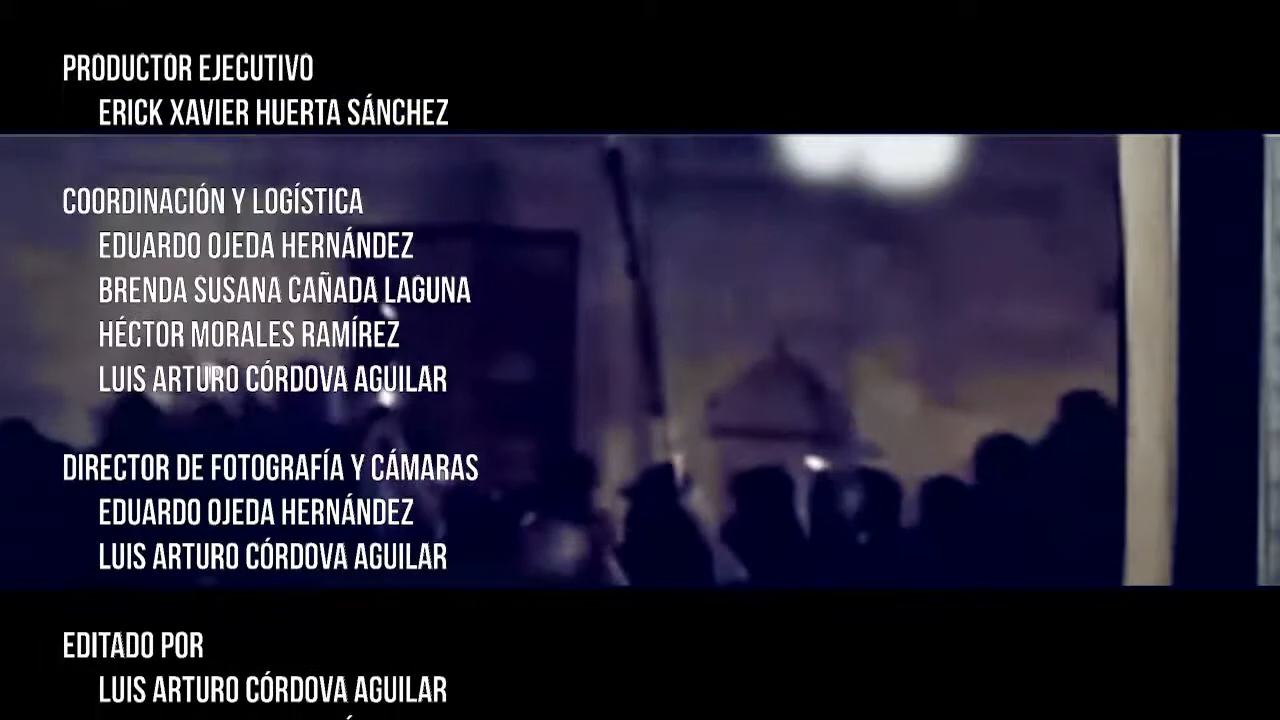 PRODUCTOR EJECUTIVO
ERICK XAVIER HUERTA SÁNCHEZ
COORDINACIÓN Y LOGÍSTICA
EDUARDO OJEDA HERNÁNDEZ
BRENDA SUSANA CAÑADA LAGUNA
HÉCTOR MORALES RAMÍREZ
LUIS ARTURO CÓRDOVA AGUILAR
DIRECTOR DE FOTOGRAFÍA Y CÁMARAS
EDUARDO OJEDA HERNÁNDEZ
LUIS ARTURO CÓRDOVA AGUILAR
EDITADO POR
LUIS ARTURO CÓRDOVA AGUILAR